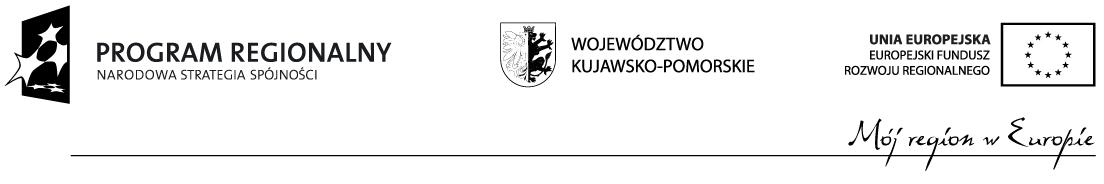 PROGRAM REGIONALNY
NARODOWA STRATEGIA SPÓJNOŚCI
WOJEWÓDZTWO
KUJAWSKO-POMORSKIE
UNIA EUROPEJSKA
EUROPEJSKI FUNDUSZ
ROZWOJU REGIONALNEGO
Mój region w Europie